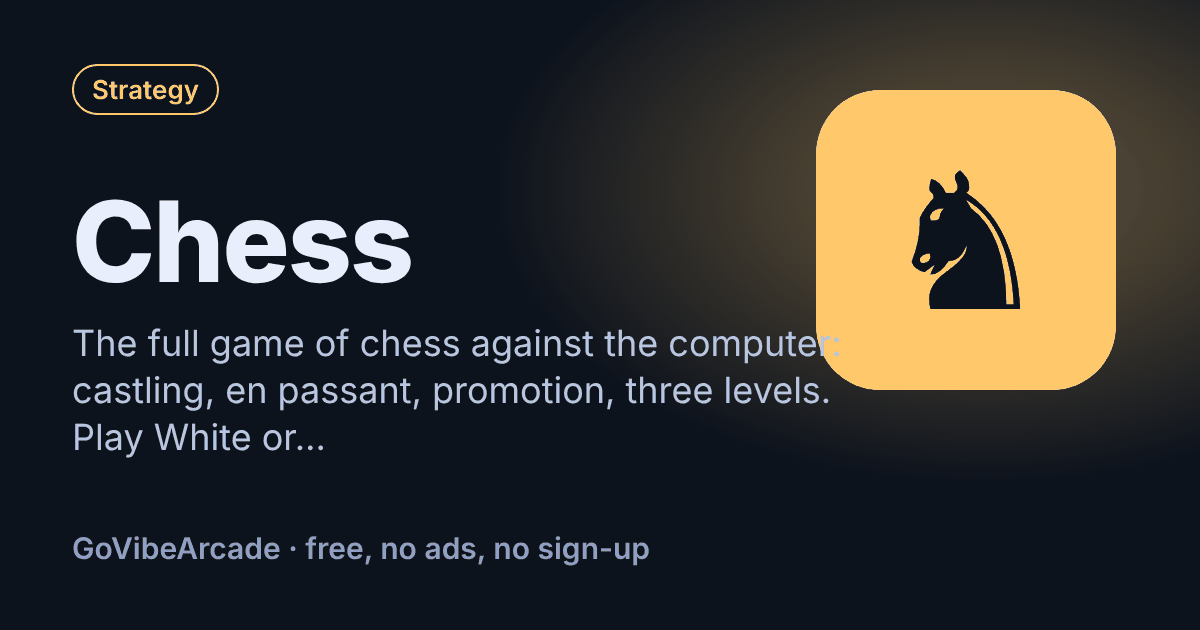 Strategy
Chess
The full game of chess against the computer:
castling, en passant, promotion, three levels.
Play White or...
GoVibeArcade · free, no ads, no sign-up